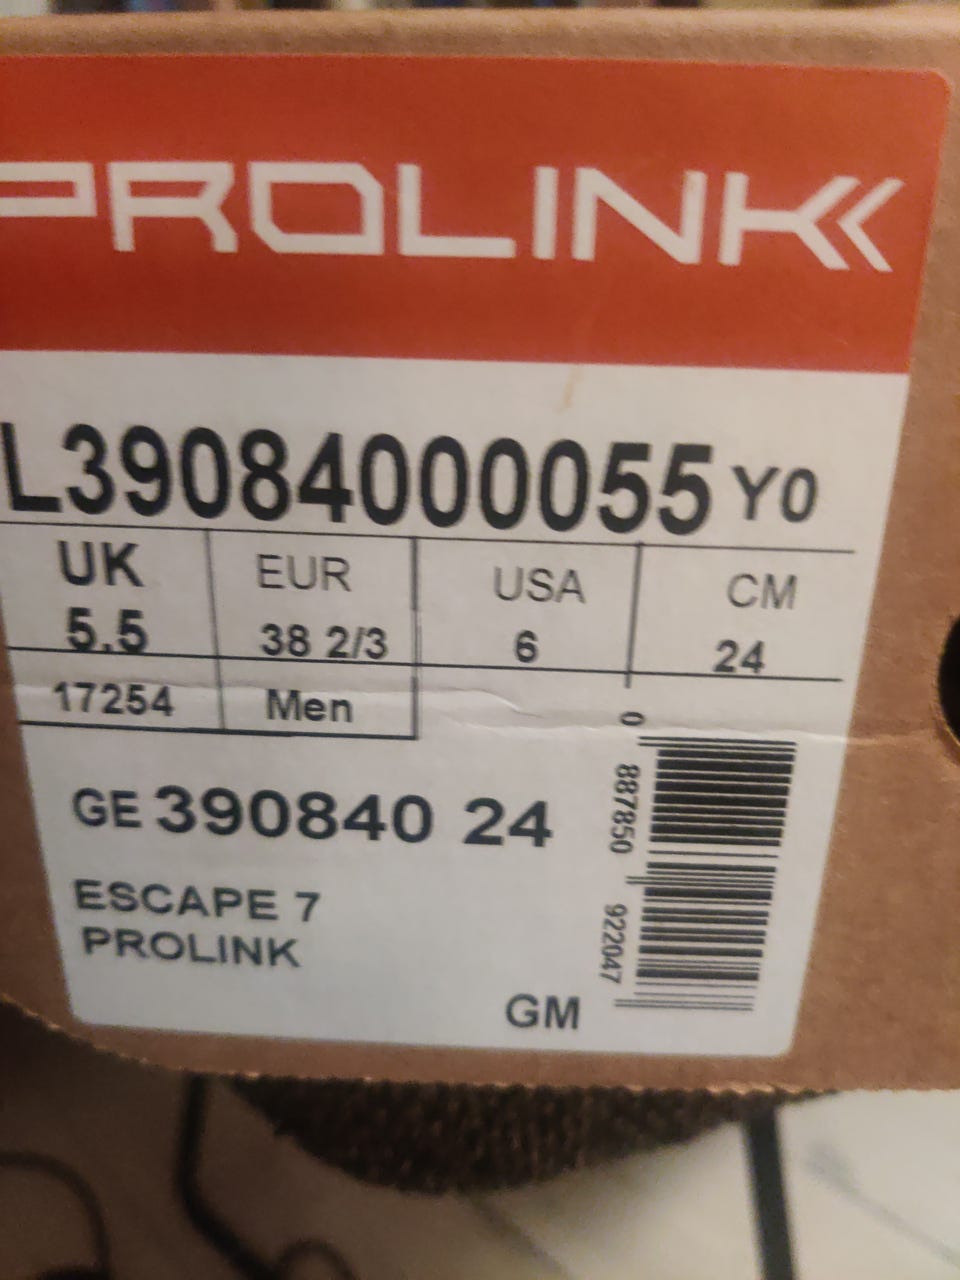 PROLINK
L39084000055 Y0
UK EUR USA CM
5.5 38 2/3 6 24
17254 Men
GE 390840 24
ESCAPE 7
PROLINK
GM
0 887850 922047